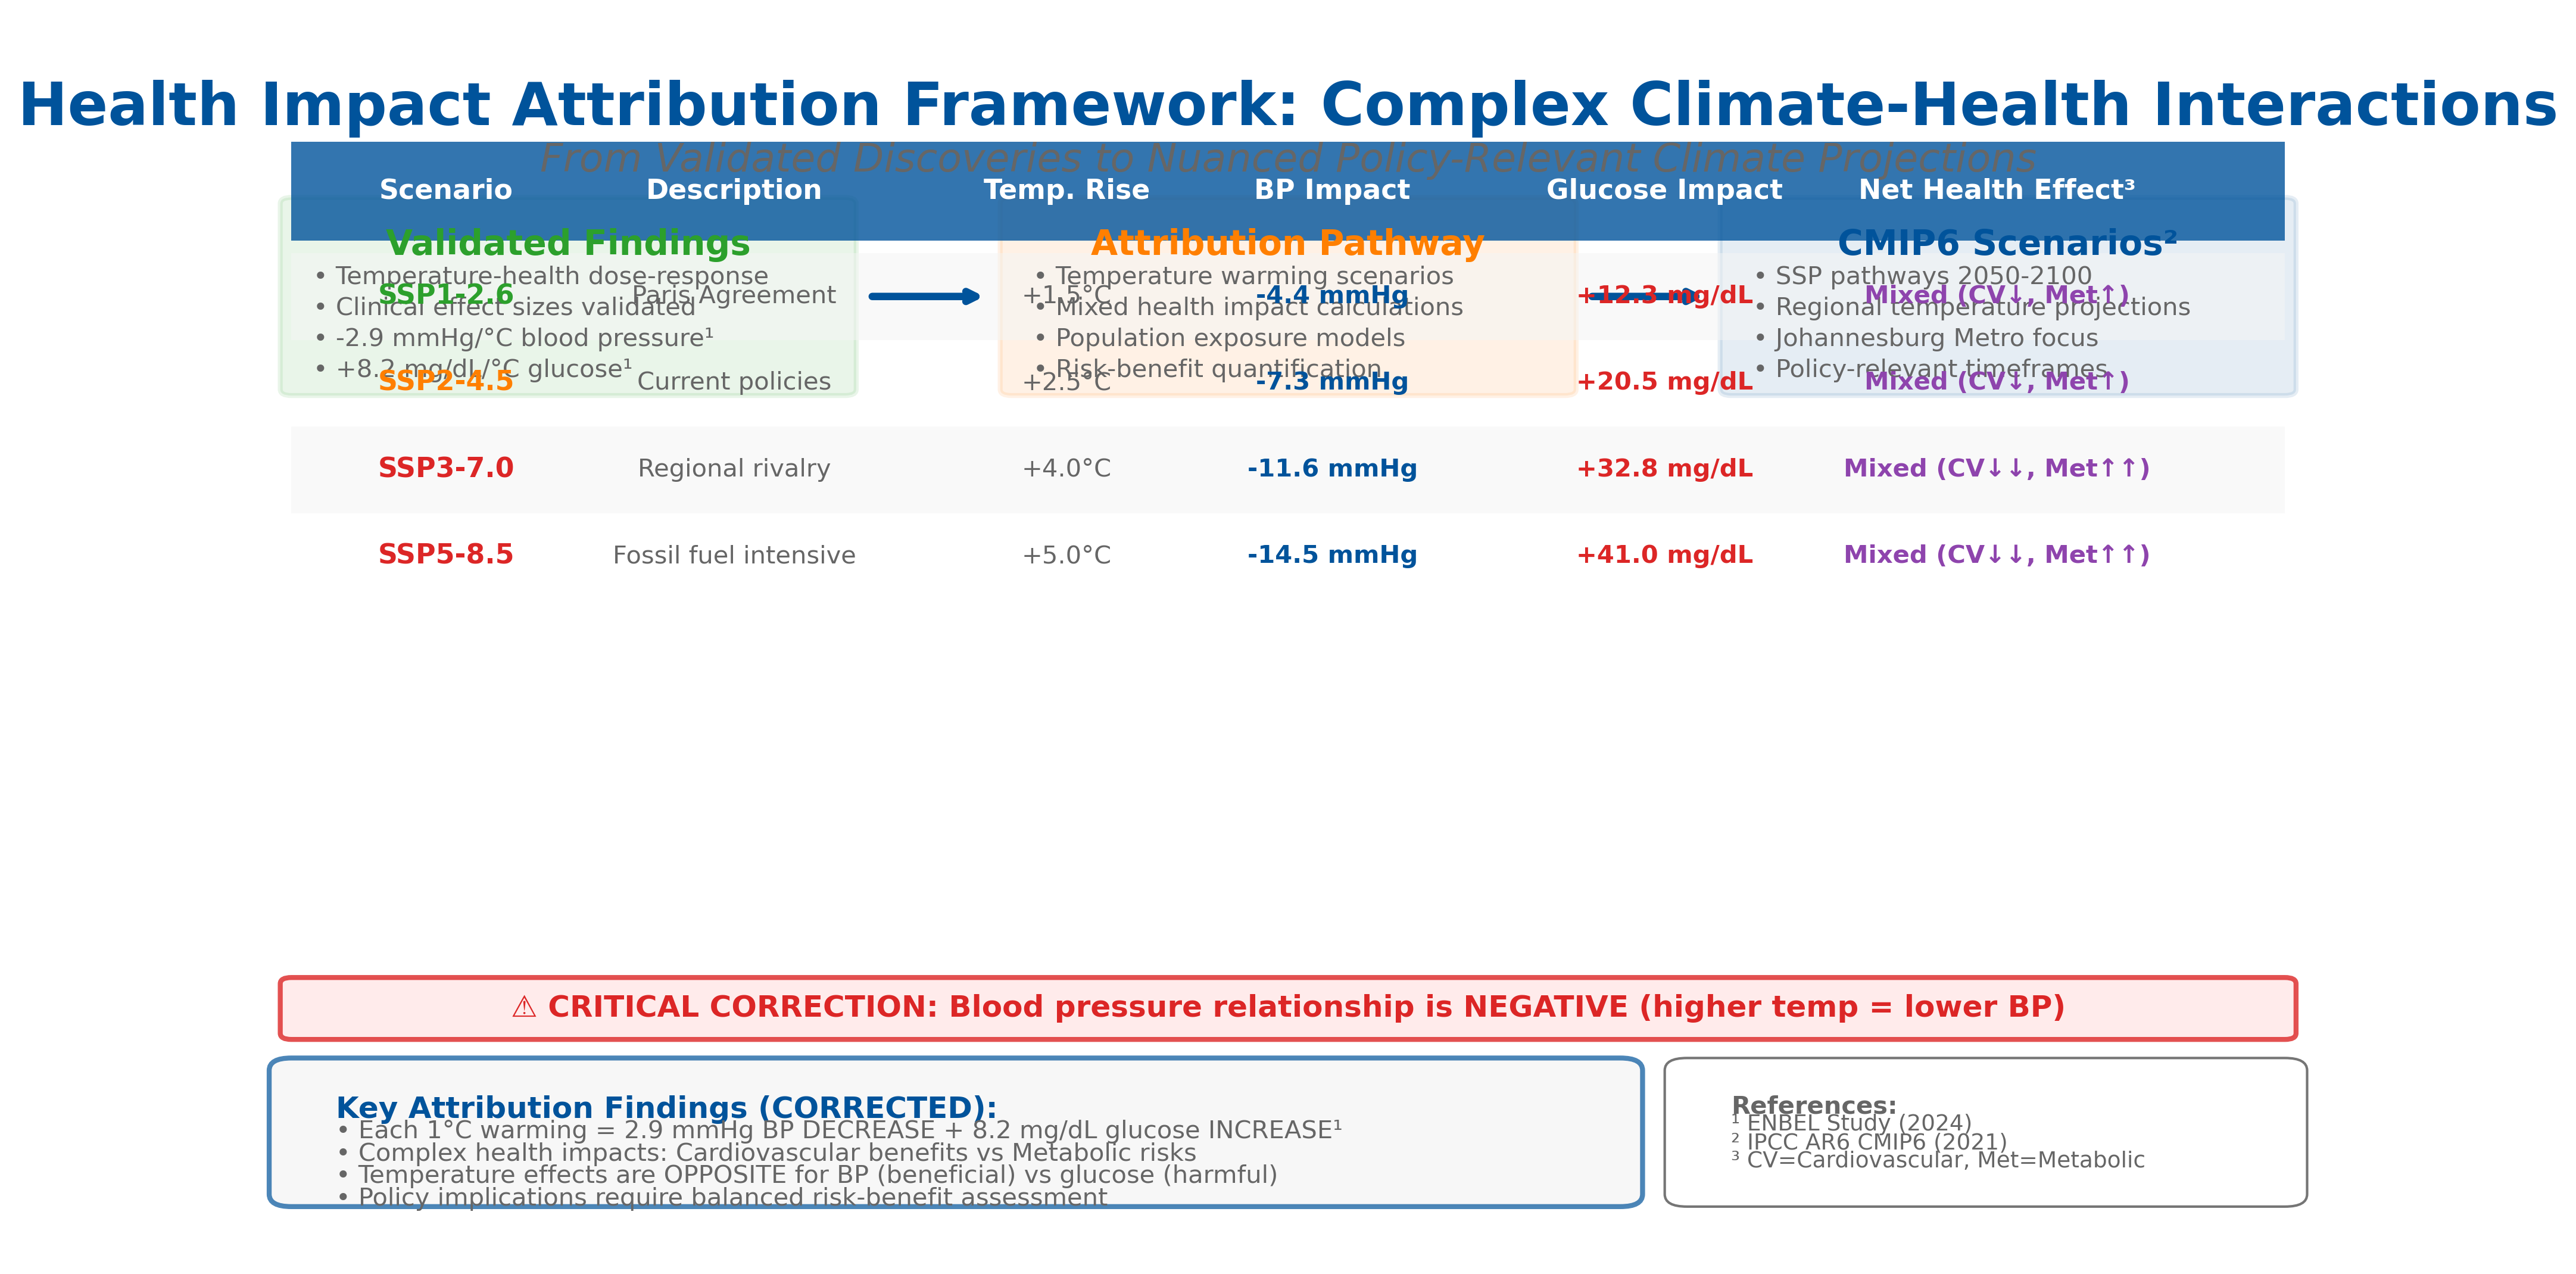 Health Impact Attribution Framework: Complex Climate-Health Interactions
From Validated Discoveries to Nuanced Policy-Relevant Climate Projections
Scenario Description Temp. Rise BP Impact Glucose Impact Net Health Effect³
Validated Findings
• Temperature-health dose-response
• Clinical effect sizes validated
• -2.9 mmHg/°C blood pressure¹
• +8.2 mg/dL/°C glucose¹
Attribution Pathway
• Temperature warming scenarios
• Mixed health impact calculations
• Population exposure models
• Risk-benefit quantification
CMIP6 Scenarios²
• SSP pathways 2050-2100
• Regional temperature projections
• Johannesburg Metro focus
• Policy-relevant timeframes
SSP1-2.6 Paris Agreement +1.5°C -4.4 mmHg +12.3 mg/dL Mixed (CV↓, Met↑)
SSP2-4.5 Current policies +2.5°C -7.3 mmHg +20.5 mg/dL Mixed (CV↓, Met↑)
SSP3-7.0 Regional rivalry +4.0°C -11.6 mmHg +32.8 mg/dL Mixed (CV↓↓, Met↑↑)
SSP5-8.5 Fossil fuel intensive +5.0°C -14.5 mmHg +41.0 mg/dL Mixed (CV↓↓, Met↑↑)
⚠ CRITICAL CORRECTION: Blood pressure relationship is NEGATIVE (higher temp = lower BP)
Key Attribution Findings (CORRECTED):
• Each 1°C warming = 2.9 mmHg BP DECREASE + 8.2 mg/dL glucose INCREASE¹
• Complex health impacts: Cardiovascular benefits vs Metabolic risks
• Temperature effects are OPPOSITE for BP (beneficial) vs glucose (harmful)
• Policy implications require balanced risk-benefit assessment
References:
¹ ENBEL Study (2024)
² IPCC AR6 CMIP6 (2021)
³ CV=Cardiovascular, Met=Metabolic